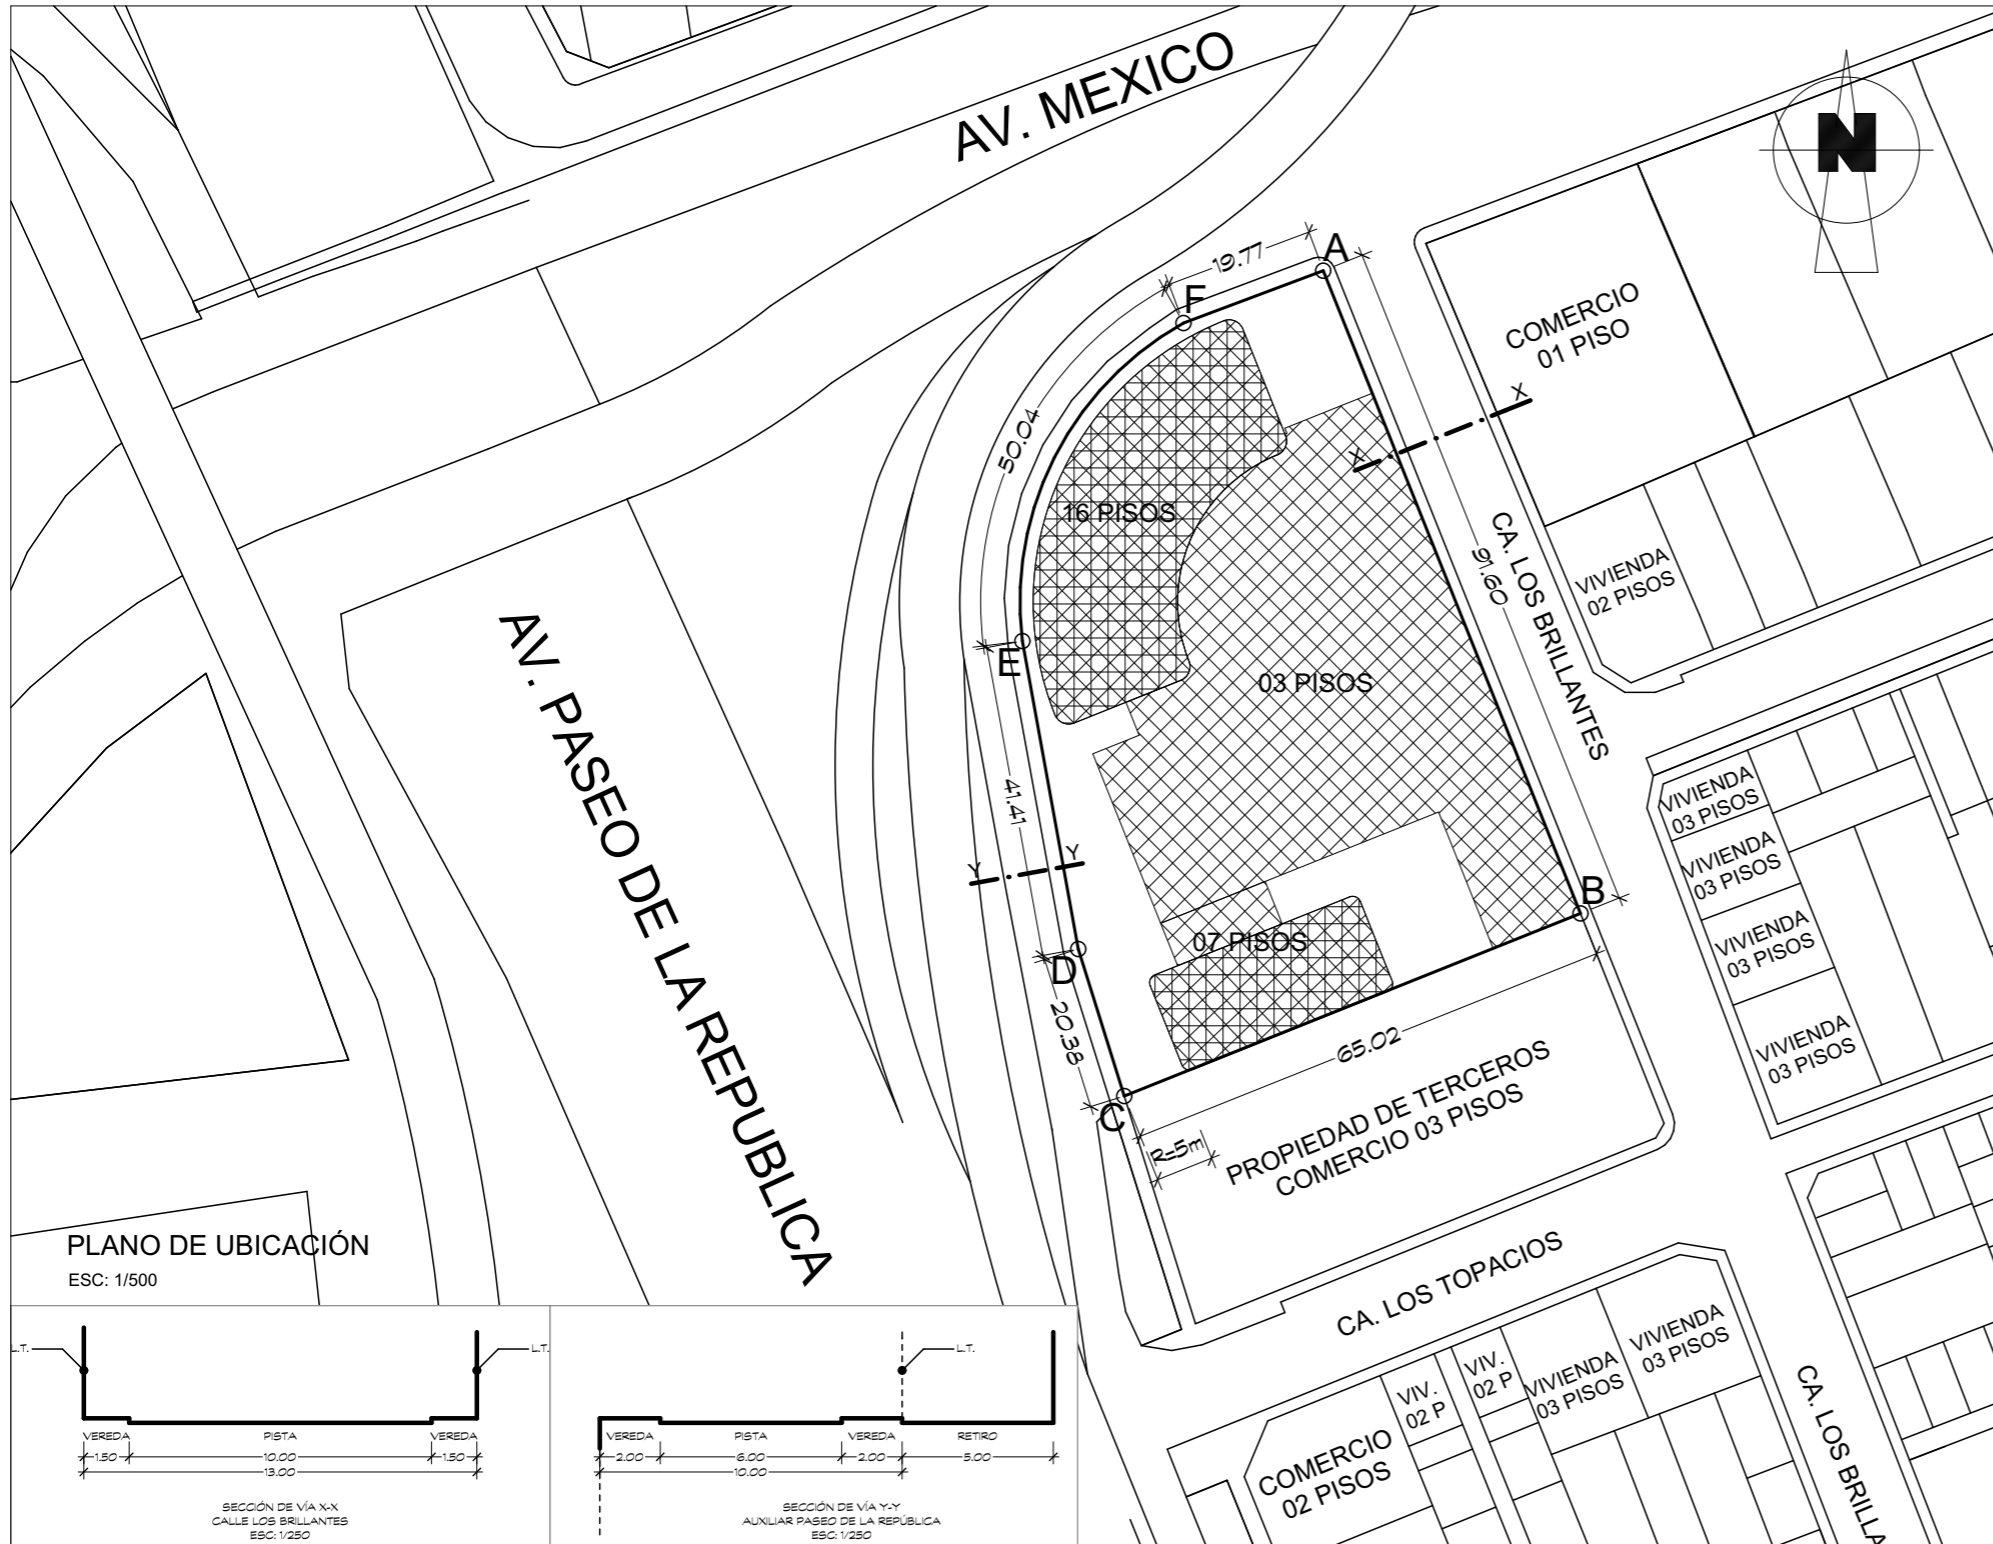 AV. MEXICO
N
A
19.77
F
COMERCIO
01 PISO
X
X
50.04
16 PISOS
CA. LOS BRILLANTES
91.60
VIVIENDA
02 PISOS
AV. PASEO DE LA REPUBLICA
E
03 PISOS
41.41
VIVIENDA
03 PISOS
VIVIENDA
03 PISOS
Y
Y
B
VIVIENDA
03 PISOS
07 PISOS
D
20.38
65.02
VIVIENDA
03 PISOS
C
R=5m
PROPIEDAD DE TERCEROS
COMERCIO 03 PISOS
PLANO DE UBICACIÓN
ESC: 1/500
CA. LOS TOPACIOS
VIVIENDA
03 PISOS
VIVIENDA
03 PISOS
VIV.
02 P
VIV.
02 P
COMERCIO
02 PISOS
CA. LOS BRILLA
L.T.
L.T.
VEREDA PISTA VEREDA
1.50 10.00 1.50
13.00
SECCIÓN DE VÍA X-X
CALLE LOS BRILLANTES
ESC: 1/250
L.T.
VEREDA PISTA VEREDA RETIRO
2.00 6.00 2.00 5.00
10.00
SECCIÓN DE VÍA Y-Y
AUXILIAR PASEO DE LA REPÚBLICA
ESC: 1/250